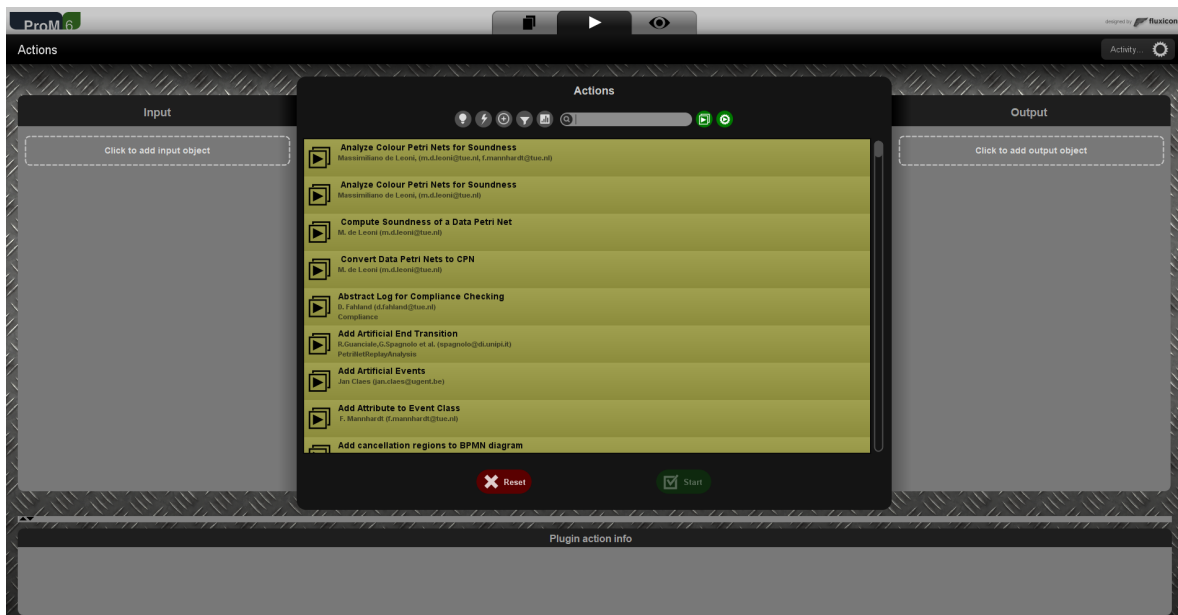 ProM 6
designed by fluxicon
Actions
Activity...
Actions
Input
Output
Click to add input object
Click to add output object
Analyze Colour Petri Nets for Soundness
Massimiliano de Leoni, (m.d.leoni@tue.nl, f.mannhardt@tue.nl)
Analyze Colour Petri Nets for Soundness
Massimiliano de Leoni, (m.d.leoni@tue.nl)
Compute Soundness of a Data Petri Net
M. de Leoni (m.d.leoni@tue.nl)
Convert Data Petri Nets to CPN
M. de Leoni (m.d.leoni@tue.nl)
Abstract Log for Compliance Checking
D. Fahland (d.fahland@tue.nl)
Compliance
Add Artificial End Transition
R.Guanciale,G.Spagnolo et al. (spagnolo@di.unipi.it)
PetriNetReplayAnalysis
Add Artificial Events
Jan Claes (jan.claes@ugent.be)
Add Attribute to Event Class
F. Mannhardt (f.mannhardt@tue.nl)
Add cancellation regions to BPMN diagram
Reset
Start
Plugin action info